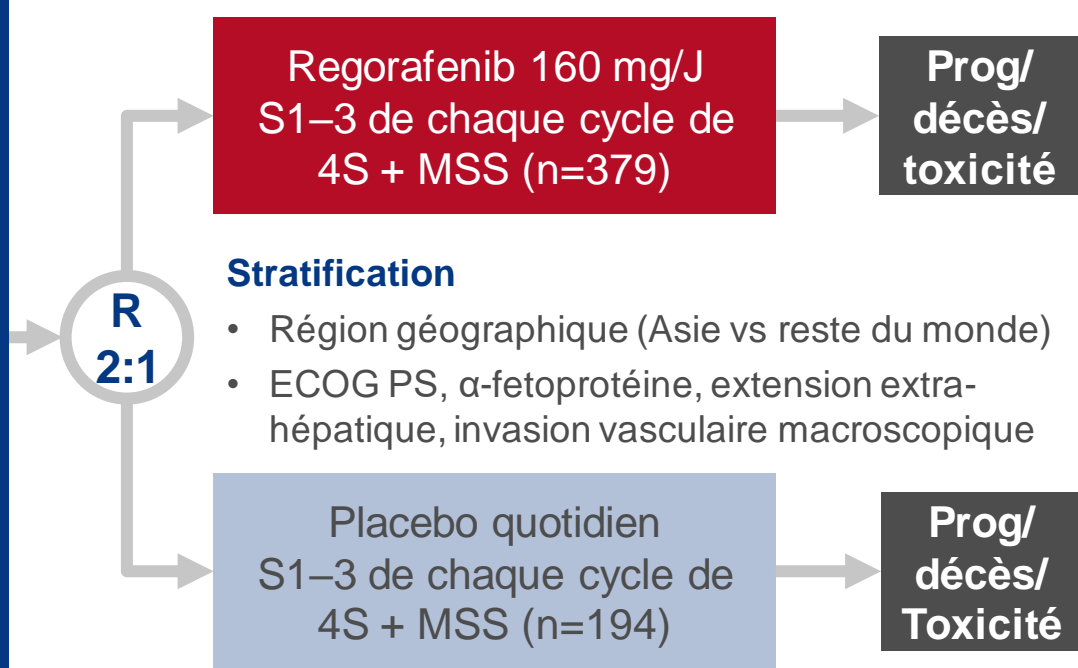 Regorafenib 160 mg/J
S1–3 de chaque cycle de
4S + MSS (n=379)
Prog/
décès/
toxicité
R
2:1
Stratification
• Région géographique (Asie vs reste du monde)
• ECOG PS, α-fetoprotéine, extension extra-
hépatique, invasion vasculaire macroscopique
Placebo quotidien
S1–3 de chaque cycle de
4S + MSS (n=194)
Prog/
décès/
Toxicité